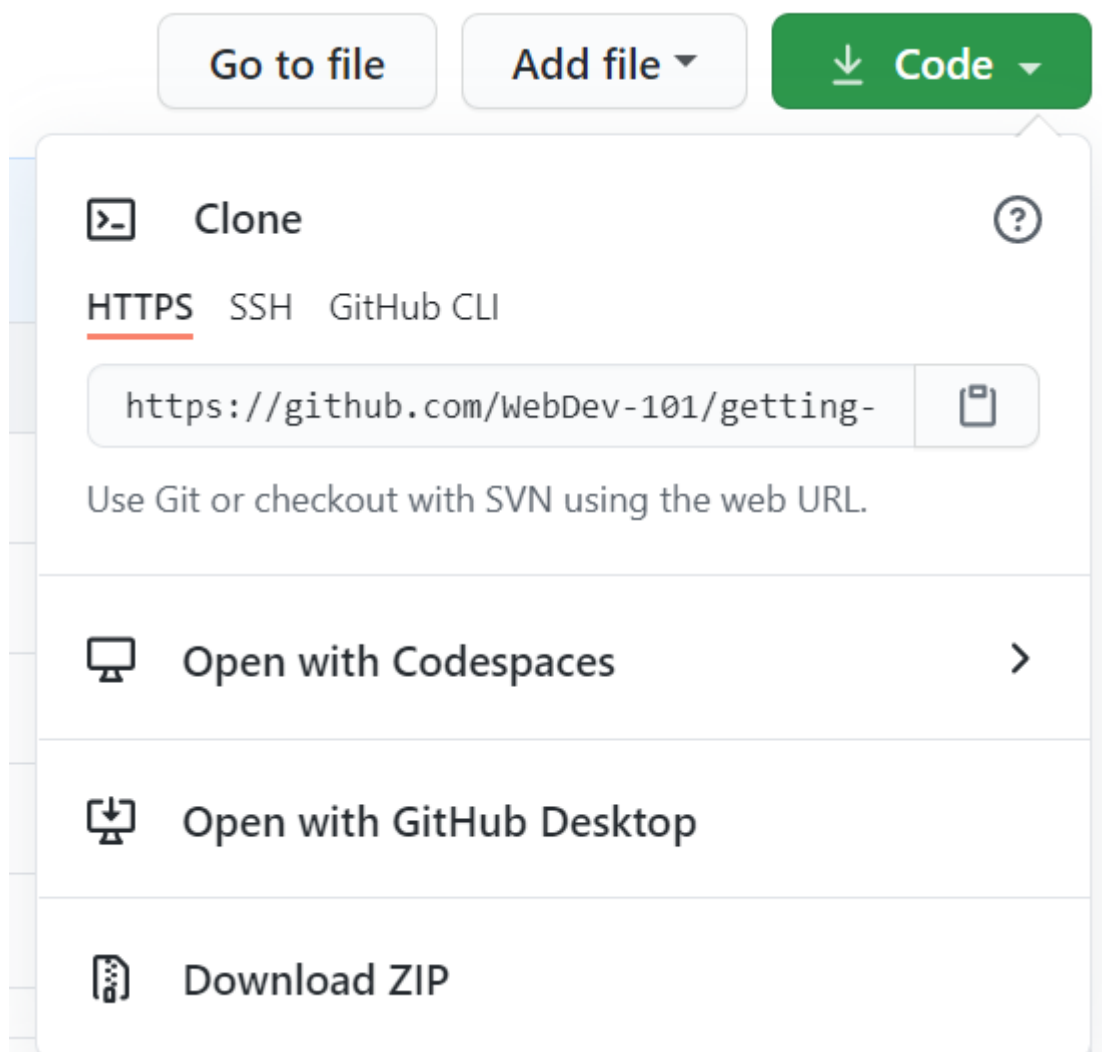 Go to file Add file Code
Clone
HTTPS SSH GitHub CLI
https://github.com/WebDev-101/getting-
Use Git or checkout with SVN using the web URL.
Open with Codespaces
Open with GitHub Desktop
Download ZIP